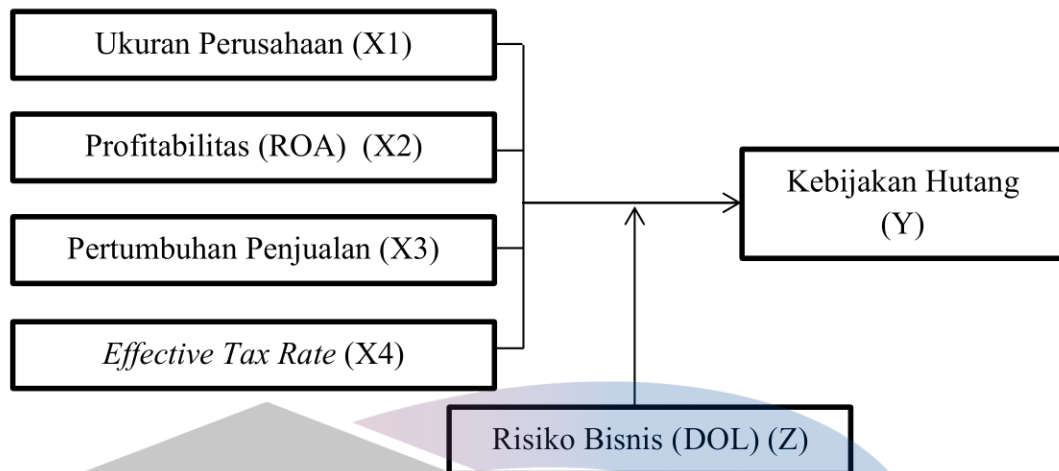 Ukuran Perusahaan (X1)
Profitabilitas (ROA)  (X2)
Pertumbuhan Penjualan (X3)
Effective Tax Rate (X4)
Kebijakan Hutang
(Y)
Risiko Bisnis (DOL) (Z)